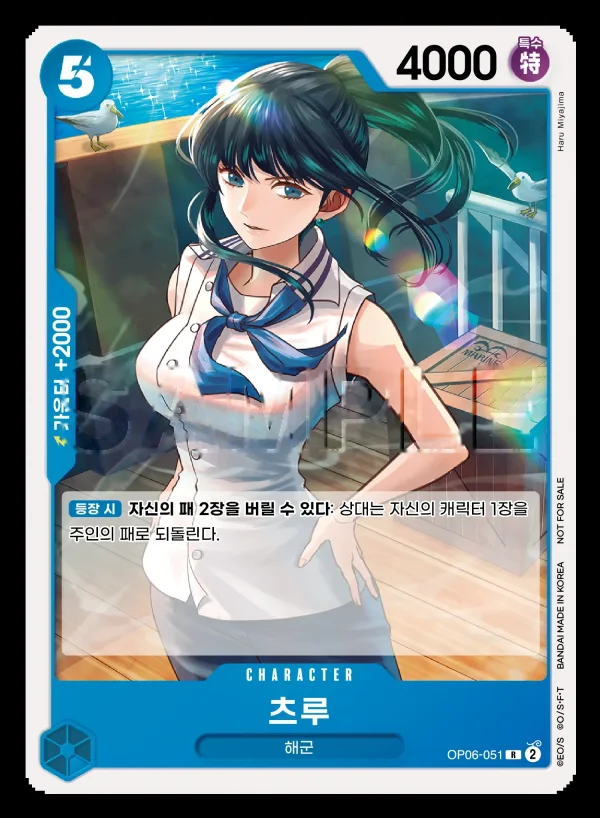 5
4000
특수
特
Haru Miyajima
카운터 +2000
SAMPLE
MARINE
등장 시 자신의 패 2장을 버릴 수 있다: 상대는 자신의 캐릭터 1장을
주인의 패로 되돌린다.
CHARACTER
츠루
해군
OP06-051 R 2
©EO/S ©O/S·F·T BANDAI MADE IN KOREA NOT FOR SALE